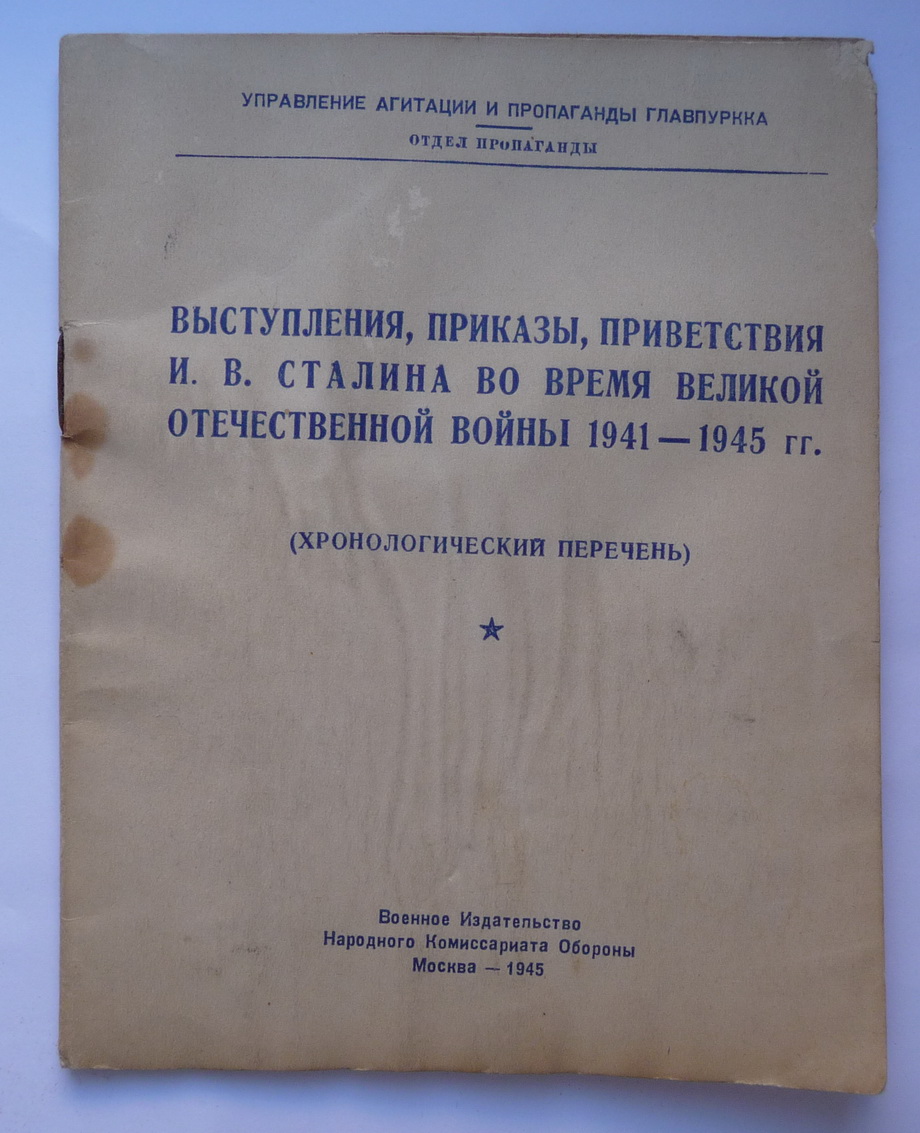 УПРАВЛЕНИЕ АГИТАЦИИ И ПРОПАГАНДЫ ГЛАВПУРККА
ОТДЕЛ ПРОПАГАНДЫ
ВЫСТУПЛЕНИЯ, ПРИКАЗЫ, ПРИВЕТСТВИЯ
И. В. СТАЛИНА ВО ВРЕМЯ ВЕЛИКОЙ
ОТЕЧЕСТВЕННОЙ ВОЙНЫ 1941—1945 гг.
(ХРОНОЛОГИЧЕСКИЙ ПЕРЕЧЕНЬ)
Военное Издательство
Народного Комиссариата Обороны
Москва — 1945